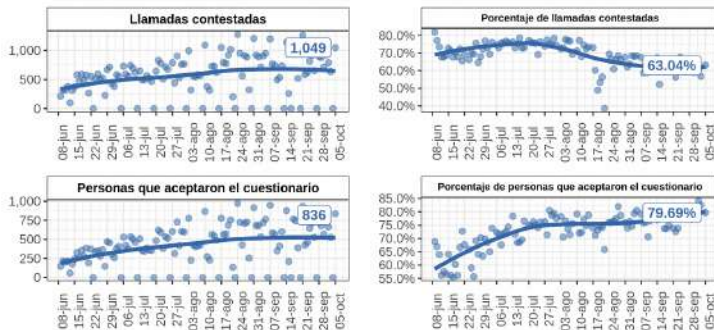 Llamadas contestadas
1,049
1,000
500
0
08-jun
15-jun
22-jun
29-jun
06-jul
13-jul
20-jul
27-jul
03-ago
10-ago
17-ago
24-ago
31-ago
07-sep
14-sep
21-sep
28-sep
05-oct
Porcentaje de llamadas contestadas
80.0%
70.0%
63.04%
60.0%
50.0%
40.0%
08-jun
15-jun
22-jun
29-jun
06-jul
13-jul
20-jul
27-jul
03-ago
10-ago
17-ago
24-ago
31-ago
07-sep
14-sep
21-sep
28-sep
05-oct
Personas que aceptaron el cuestionario
1,000
836
750
500
250
0
08-jun
15-jun
22-jun
29-jun
06-jul
13-jul
20-jul
27-jul
03-ago
10-ago
17-ago
24-ago
31-ago
07-sep
14-sep
21-sep
28-sep
05-oct
Porcentaje de personas que aceptaron el cuestionario
85.0%
80.0%
79.69%
75.0%
70.0%
65.0%
60.0%
55.0%
08-jun
15-jun
22-jun
29-jun
06-jul
13-jul
20-jul
27-jul
03-ago
10-ago
17-ago
24-ago
31-ago
07-sep
14-sep
21-sep
28-sep
05-oct